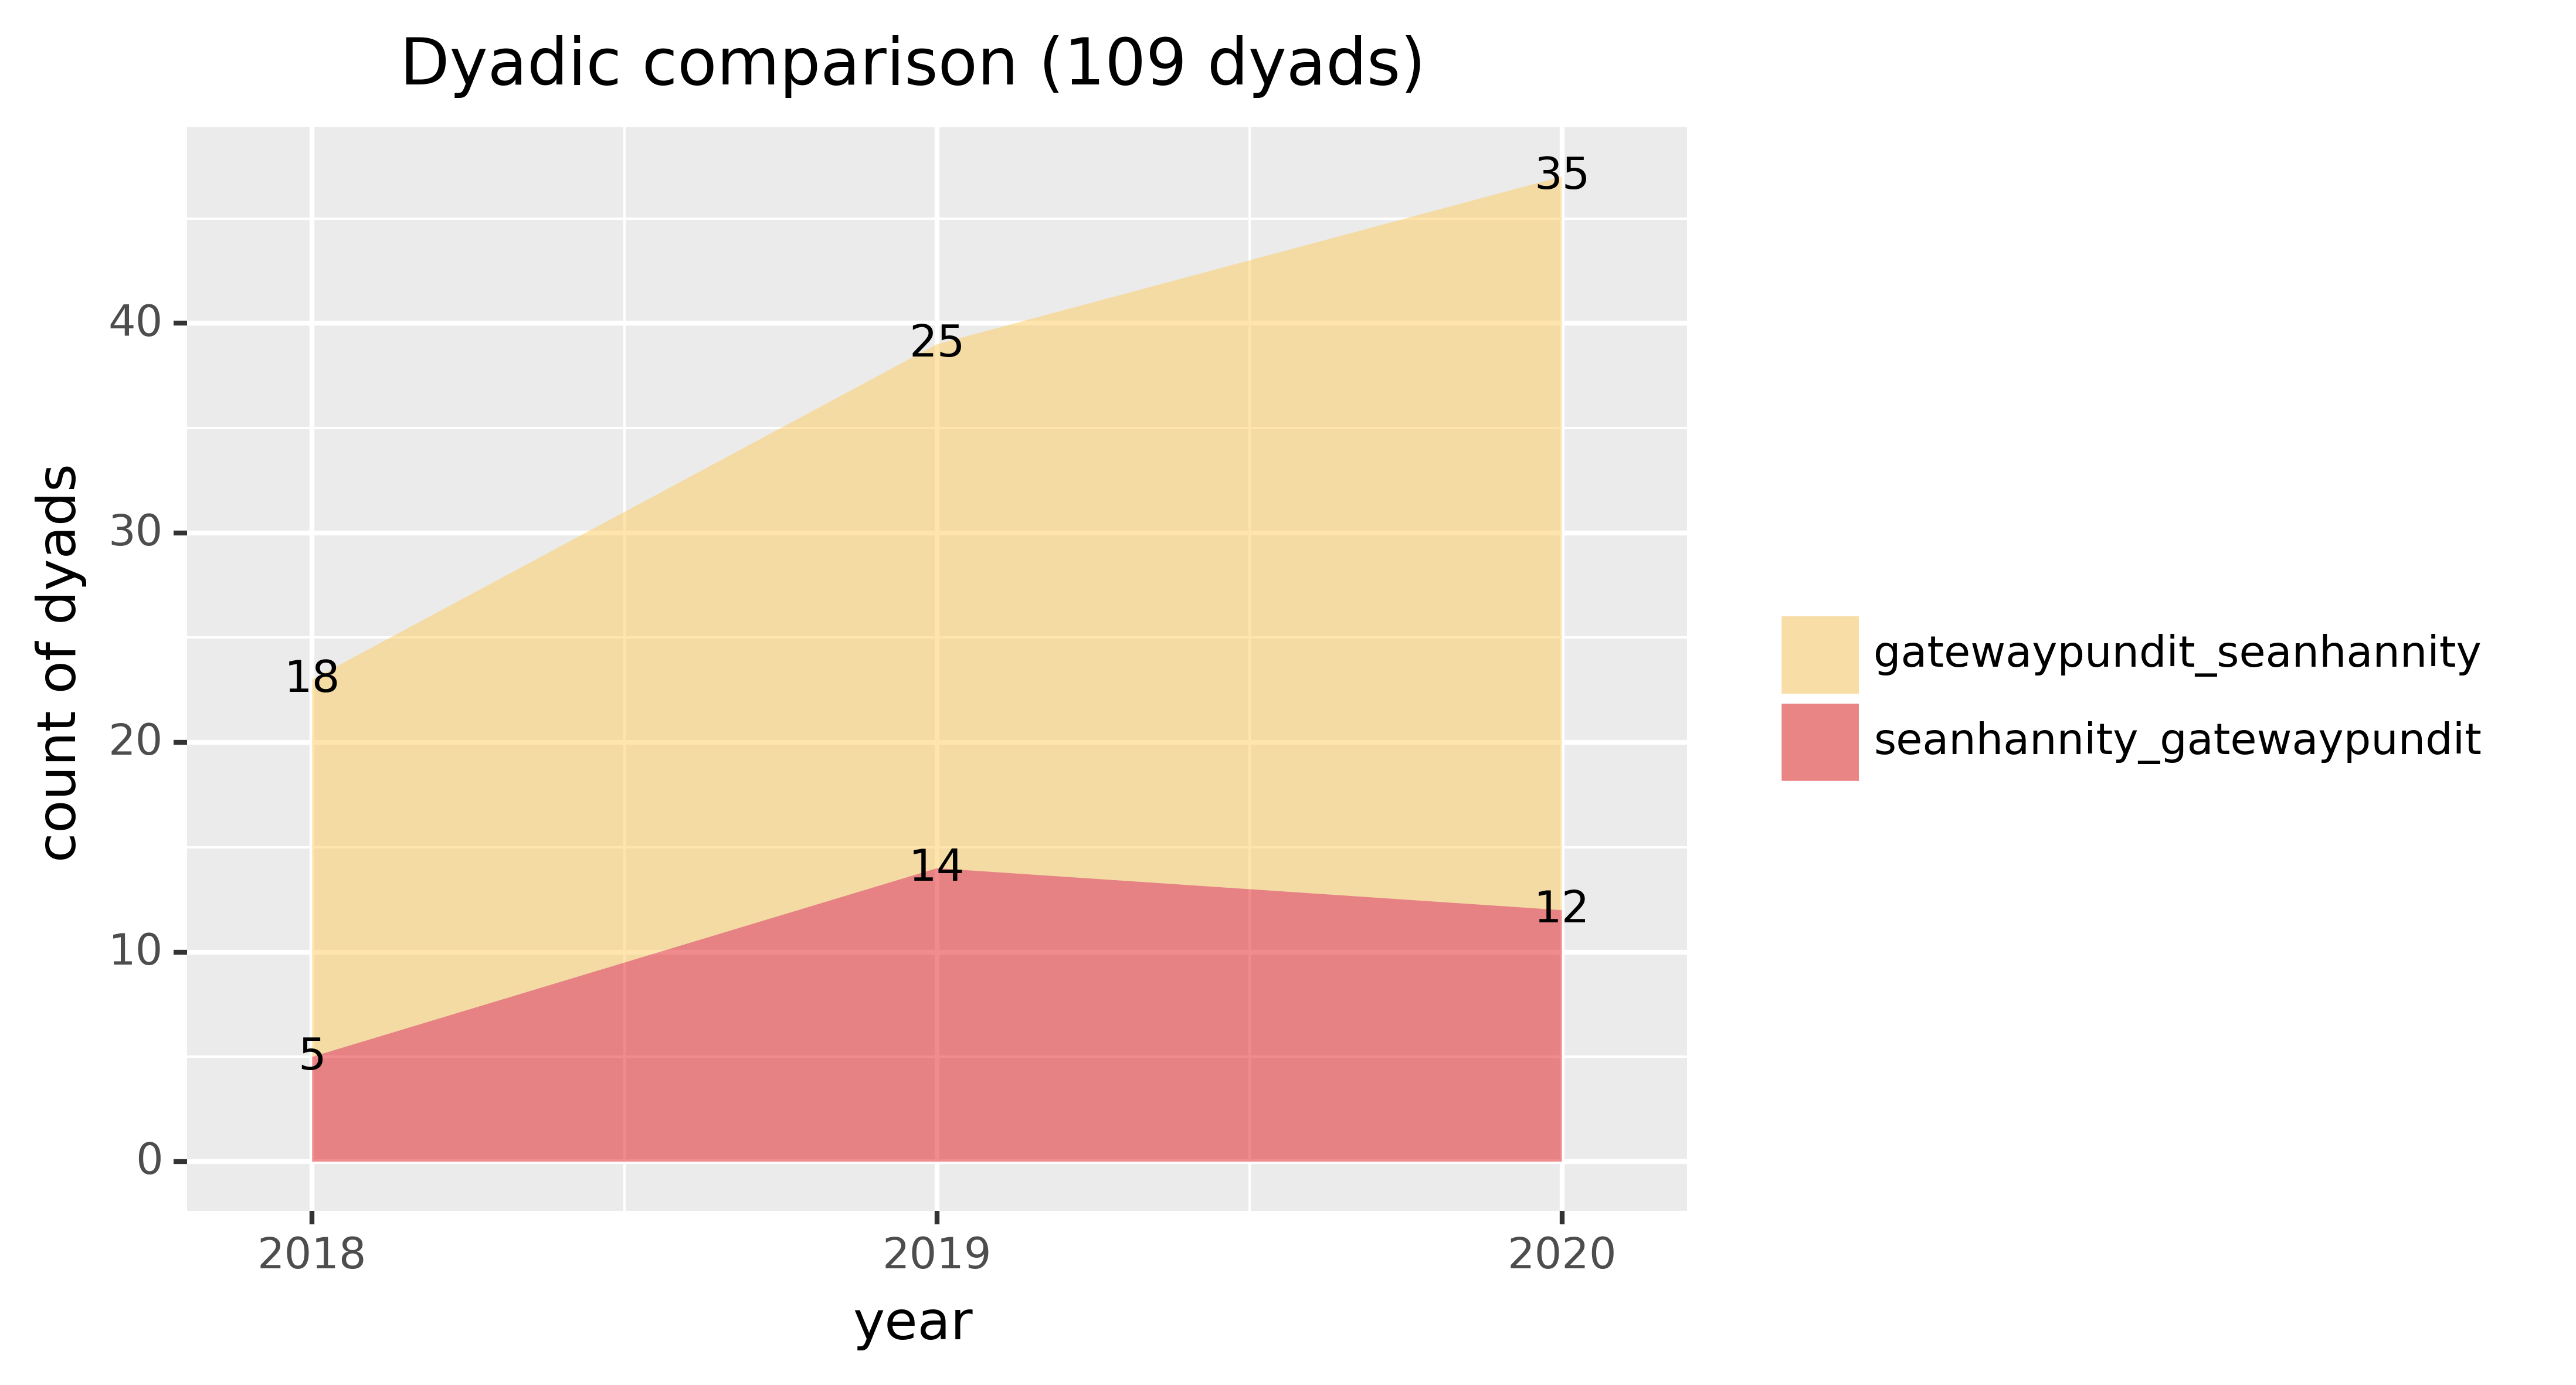 Dyadic comparison (109 dyads)
35
40
25
30
18
20
14
12
10
5
0
2018 2019 2020
year
count of dyads
gatewaypundit_seanhannity
seanhannity_gatewaypundit